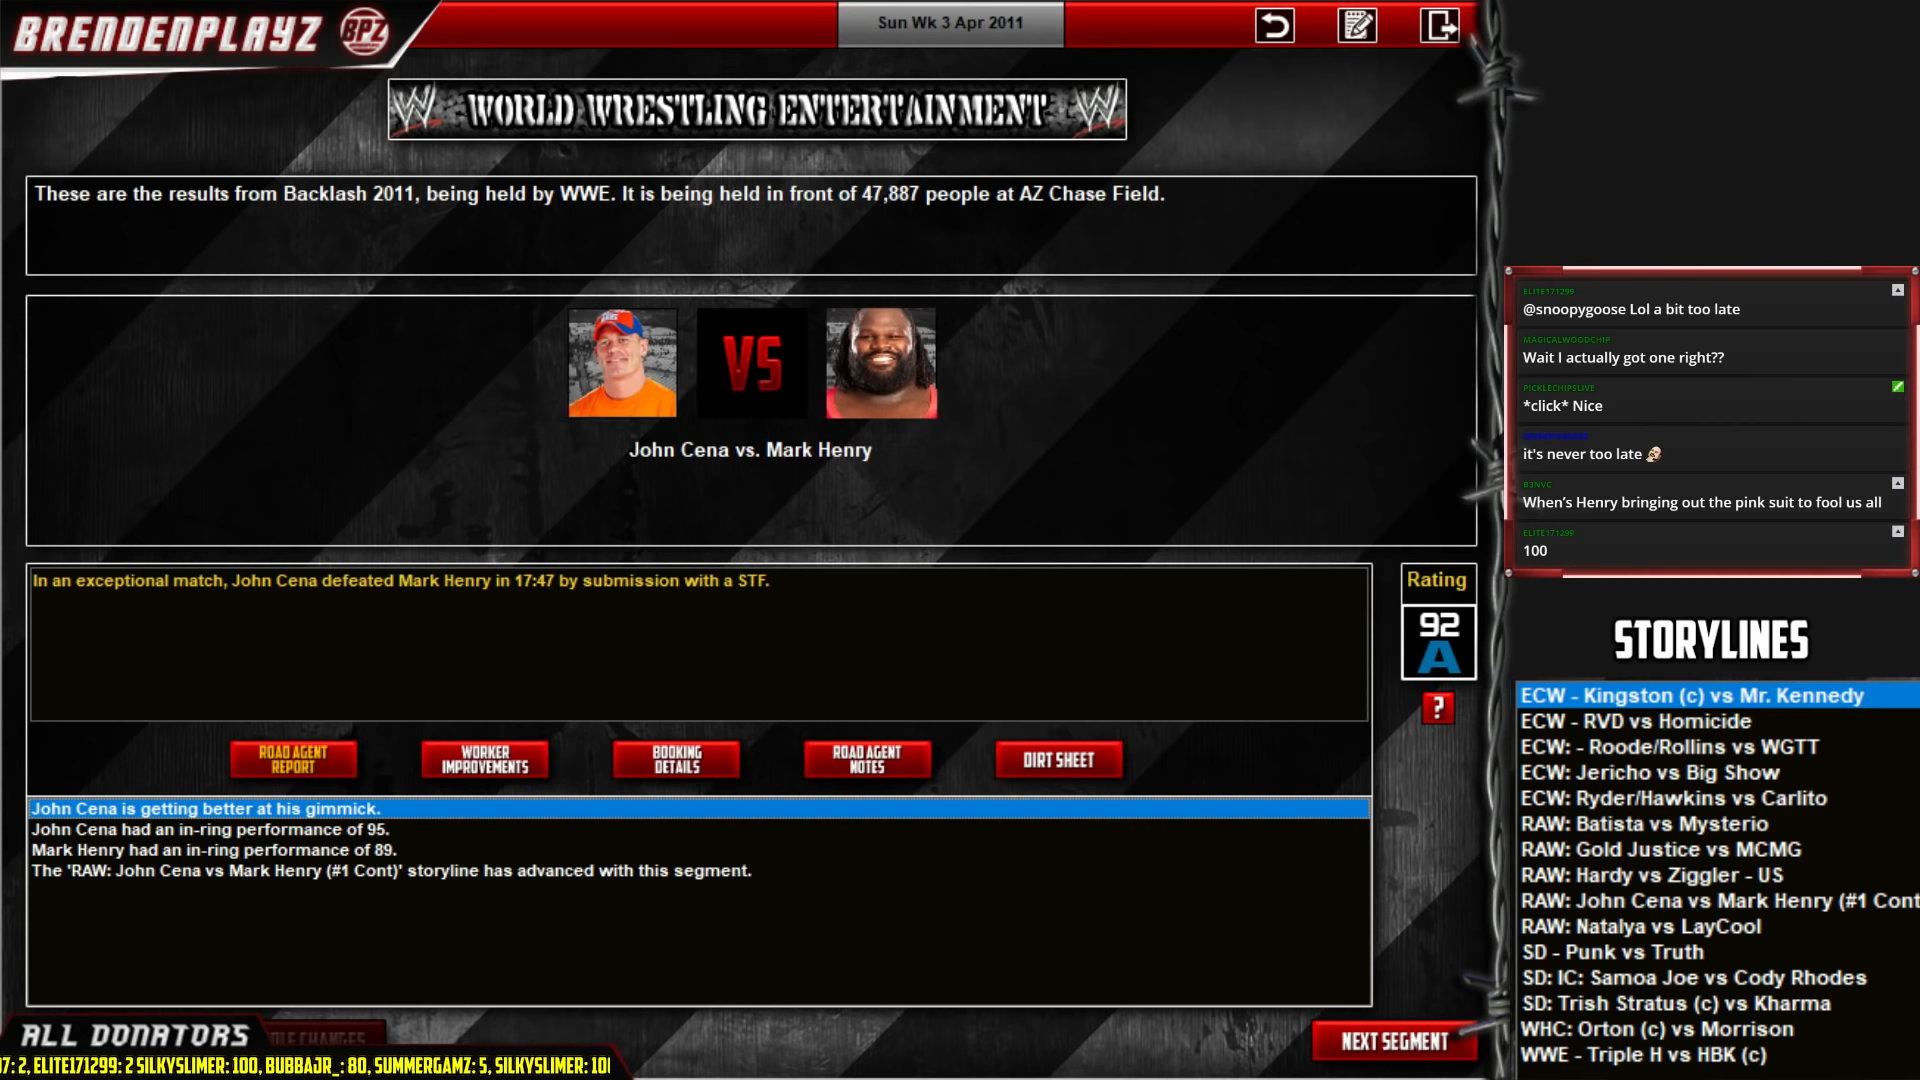 BRENDENPLAYZ BPZ
Sun Wk 3 Apr 2011
WORLD WRESTLING ENTERTAINMENT
These are the results from Backlash 2011, being held by WWE. It is being held in front of 47,887 people at AZ Chase Field.
VS
John Cena vs. Mark Henry
In an exceptional match, John Cena defeated Mark Henry in 17:47 by submission with a STF.
Rating
92
A
?
ROAD AGENT REPORT
WORKER IMPROVEMENTS
BOOKING DETAILS
ROAD AGENT NOTES
DIRT SHEET
John Cena is getting better at his gimmick.
John Cena had an in-ring performance of 95.
Mark Henry had an in-ring performance of 89.
The 'RAW: John Cena vs Mark Henry (#1 Cont)' storyline has advanced with this segment.
NEXT SEGMENT
ALL DONATORS
7: 2, ELITE171299: 2 SILKYSLIMER: 100, BUBBAJR_: 80, SUMMERGAMZ: 5, SILKYSLIMER: 10
ELITE171299
@snoopygoose Lol a bit too late
MAGICALWOODCHIP
Wait I actually got one right??
PICKLECHIPSLIVE
*click* Nice
it's never too late
B3NVC
When's Henry bringing out the pink suit to fool us all
ELITE171299
100
STORYLINES
ECW - Kingston (c) vs Mr. Kennedy
ECW - RVD vs Homicide
ECW: - Roode/Rollins vs WGTT
ECW: Jericho vs Big Show
ECW: Ryder/Hawkins vs Carlito
RAW: Batista vs Mysterio
RAW: Gold Justice vs MCMG
RAW: Hardy vs Ziggler - US
RAW: John Cena vs Mark Henry (#1 Cont
RAW: Natalya vs LayCool
SD - Punk vs Truth
SD: IC: Samoa Joe vs Cody Rhodes
SD: Trish Stratus (c) vs Kharma
WHC: Orton (c) vs Morrison
WWE - Triple H vs HBK (c)